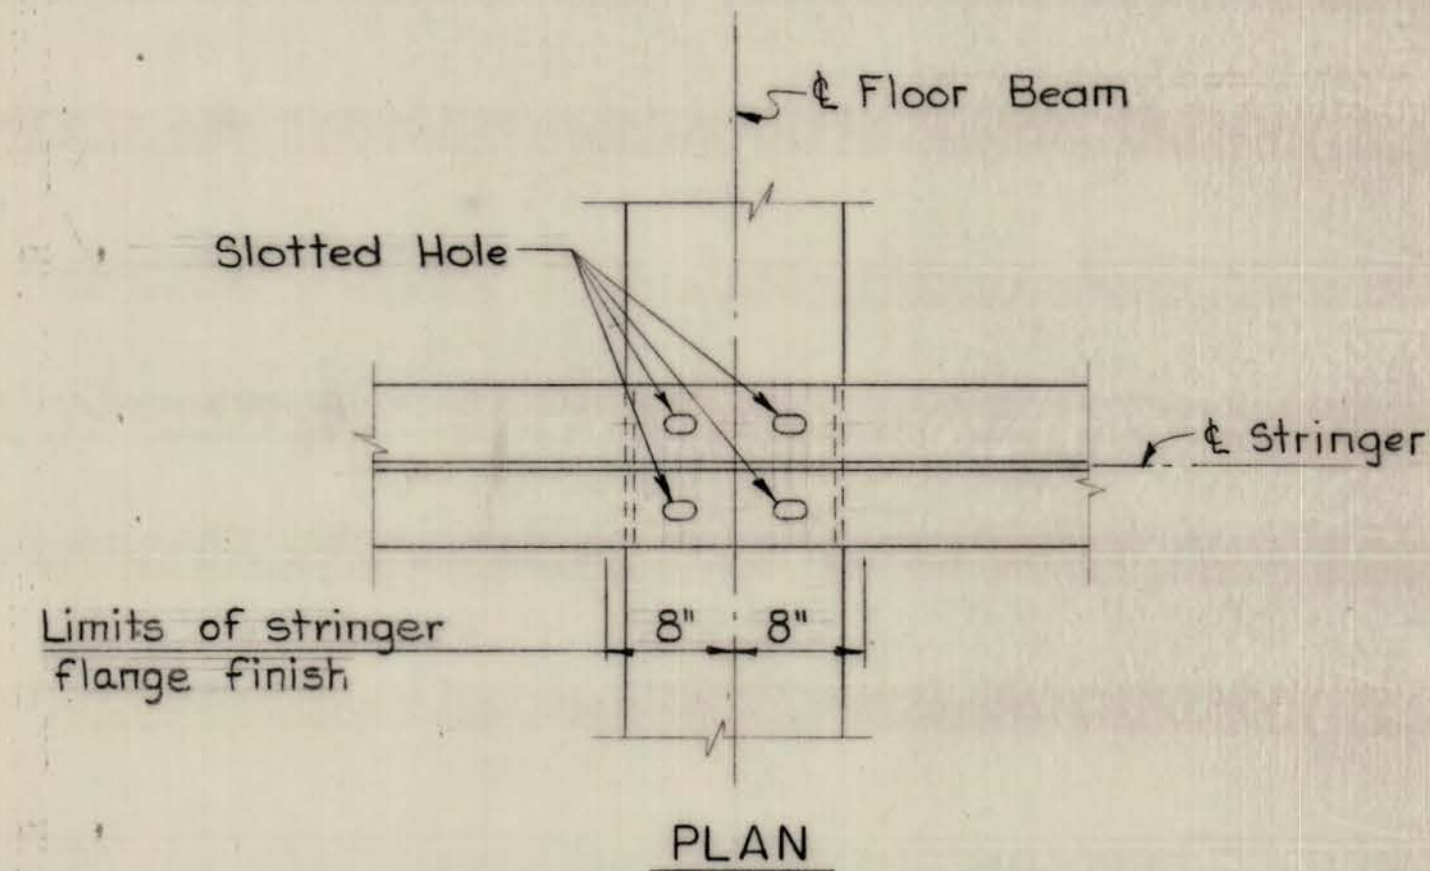 ℄ Floor Beam
Slotted Hole
℄ Stringer
Limits of stringer
flange finish
8" 8"
PLAN